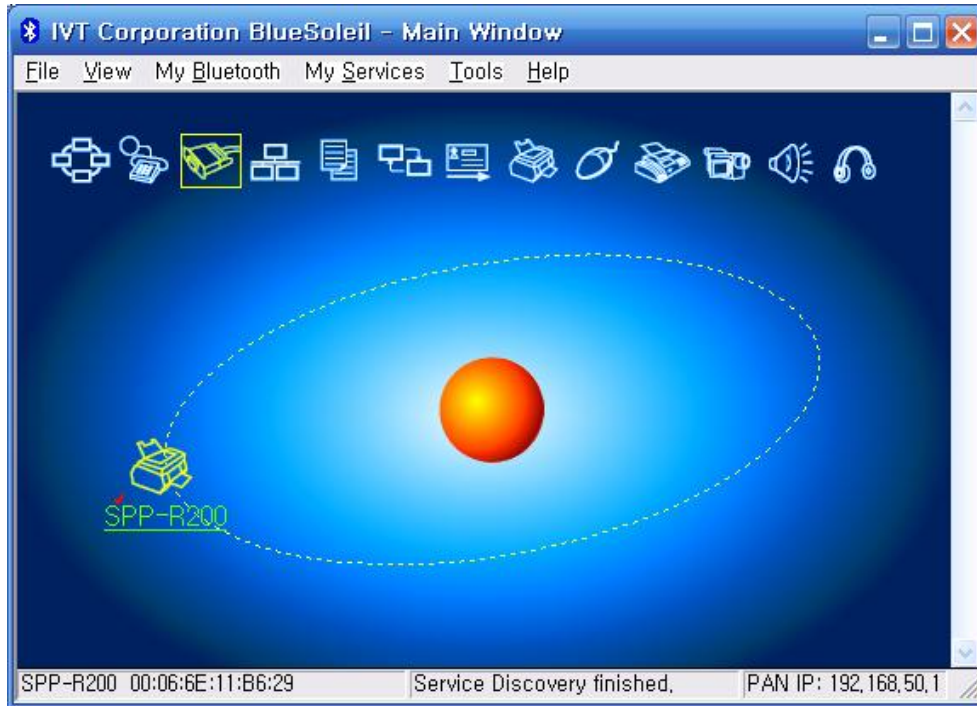 IVT Corporation BlueSoleil - Main Window
File View My Bluetooth My Services Tools Help
SPP-R200
SPP-R200 00:06:6E:11:B6:29 Service Discovery finished, PAN IP: 192,168,50,1